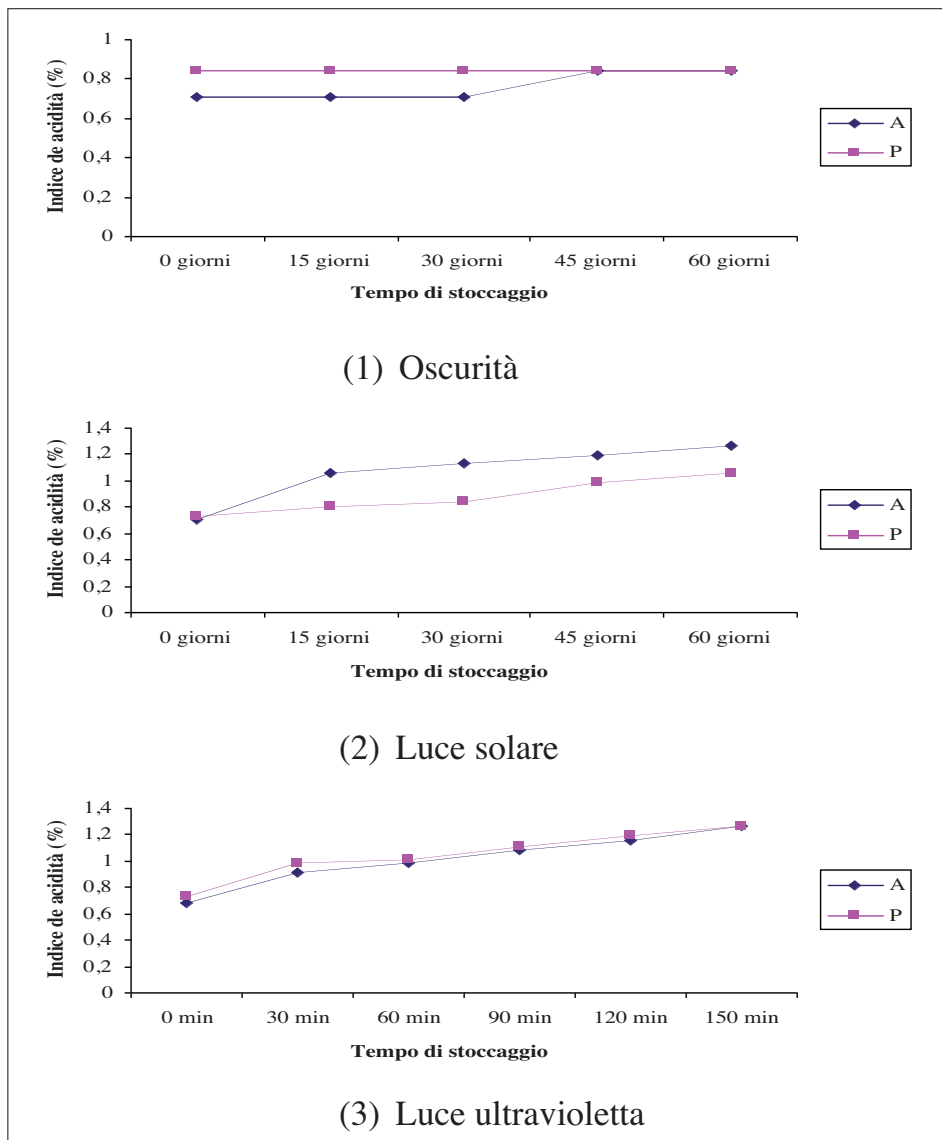 1
0,8
0,6
0,4
0,2
0
Indice de acidità (%)
0 giorni 15 giorni 30 giorni 45 giorni 60 giorni
Tempo di stoccaggio
A
P
(1) Oscurità
1,4
1,2
1
0,8
0,6
0,4
0,2
0
Indice de acidità (%)
0 giorni 15 giorni 30 giorni 45 giorni 60 giorni
Tempo di stoccaggio
A
P
(2) Luce solare
1,4
1,2
1
0,8
0,6
0,4
0,2
0
Indice de acidità (%)
0 min 30 min 60 min 90 min 120 min 150 min
Tempo di stoccaggio
A
P
(3) Luce ultravioletta